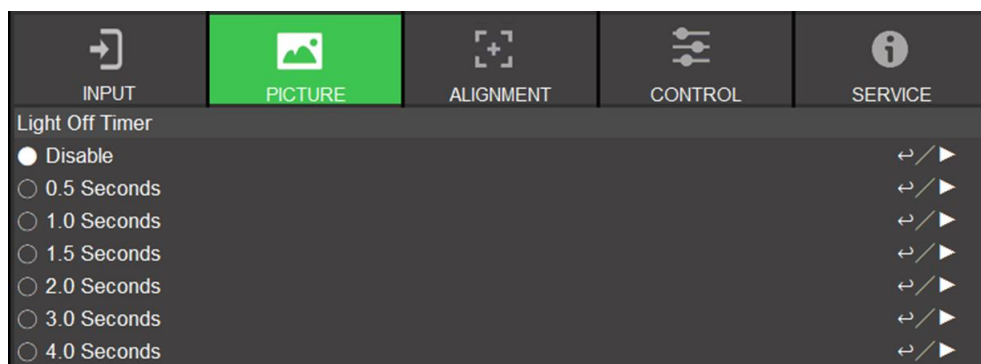 INPUT PICTURE ALIGNMENT CONTROL SERVICE
Light Off Timer
Disable
0.5 Seconds
1.0 Seconds
1.5 Seconds
2.0 Seconds
3.0 Seconds
4.0 Seconds